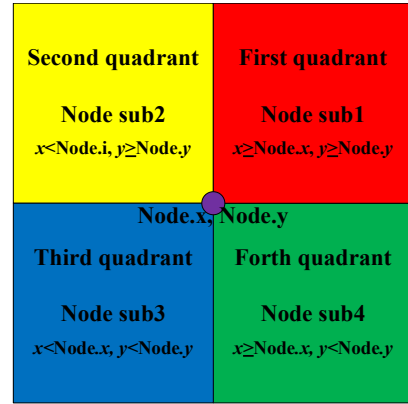 Second quadrant
Node sub2
x<Node.i, y≥Node.y
First quadrant
Node sub1
x≥Node.x, y≥Node.y
Node.x, Node.y
Third quadrant
Node sub3
x<Node.x, y<Node.y
Forth quadrant
Node sub4
x≥Node.x, y<Node.y